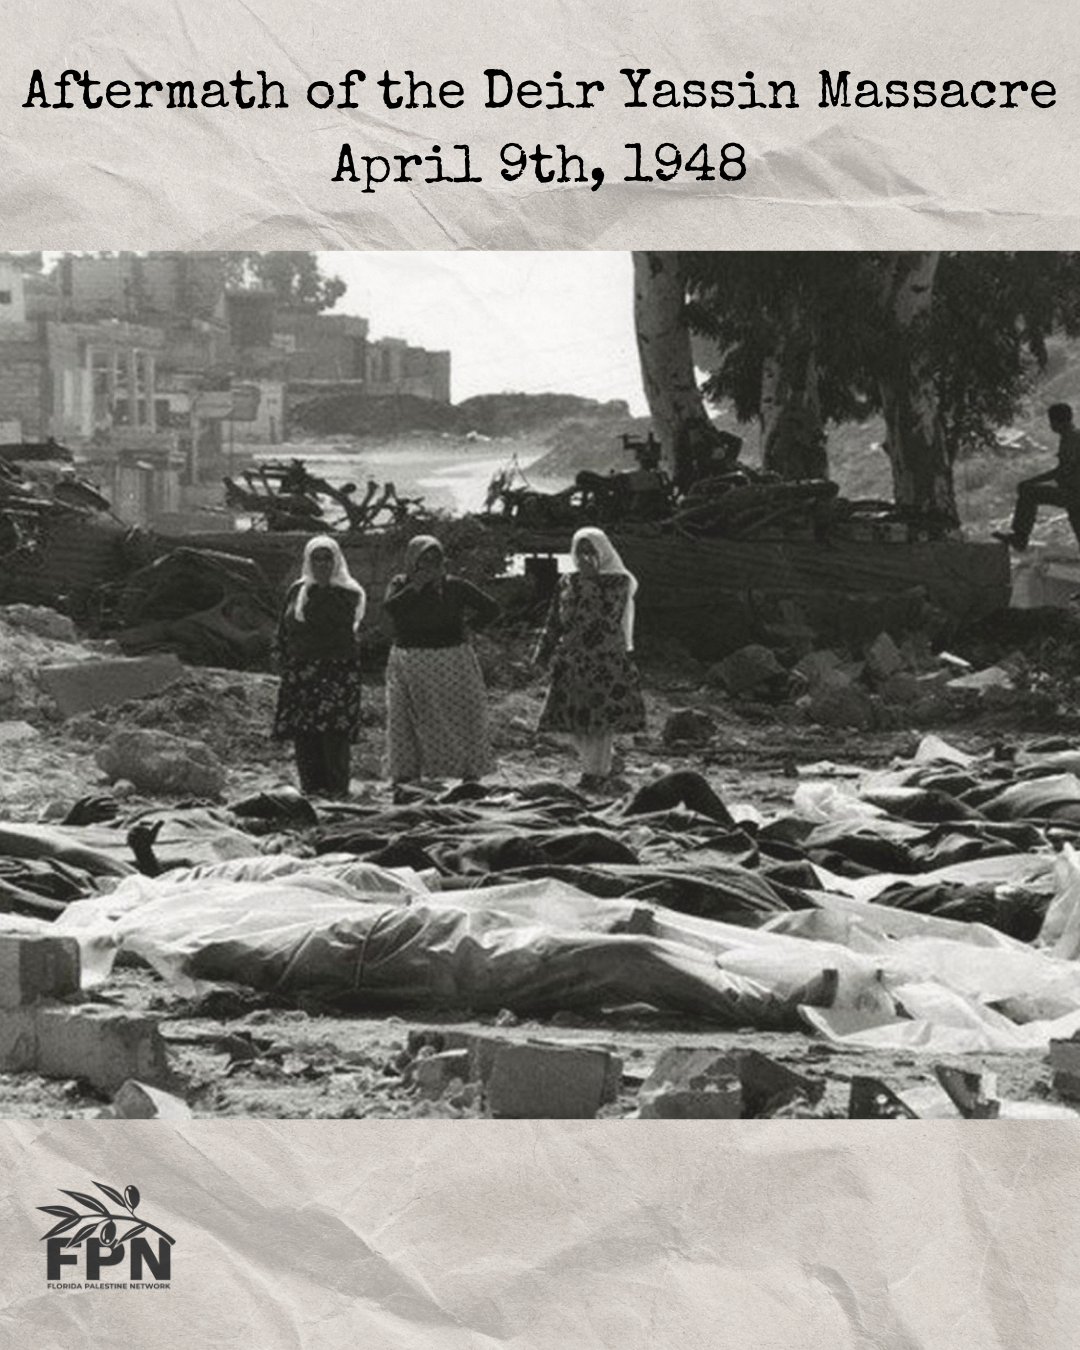 Aftermath of the Deir Yassin Massacre
April 9th, 1948
FPN
FLORIDA PALESTINE NETWORK